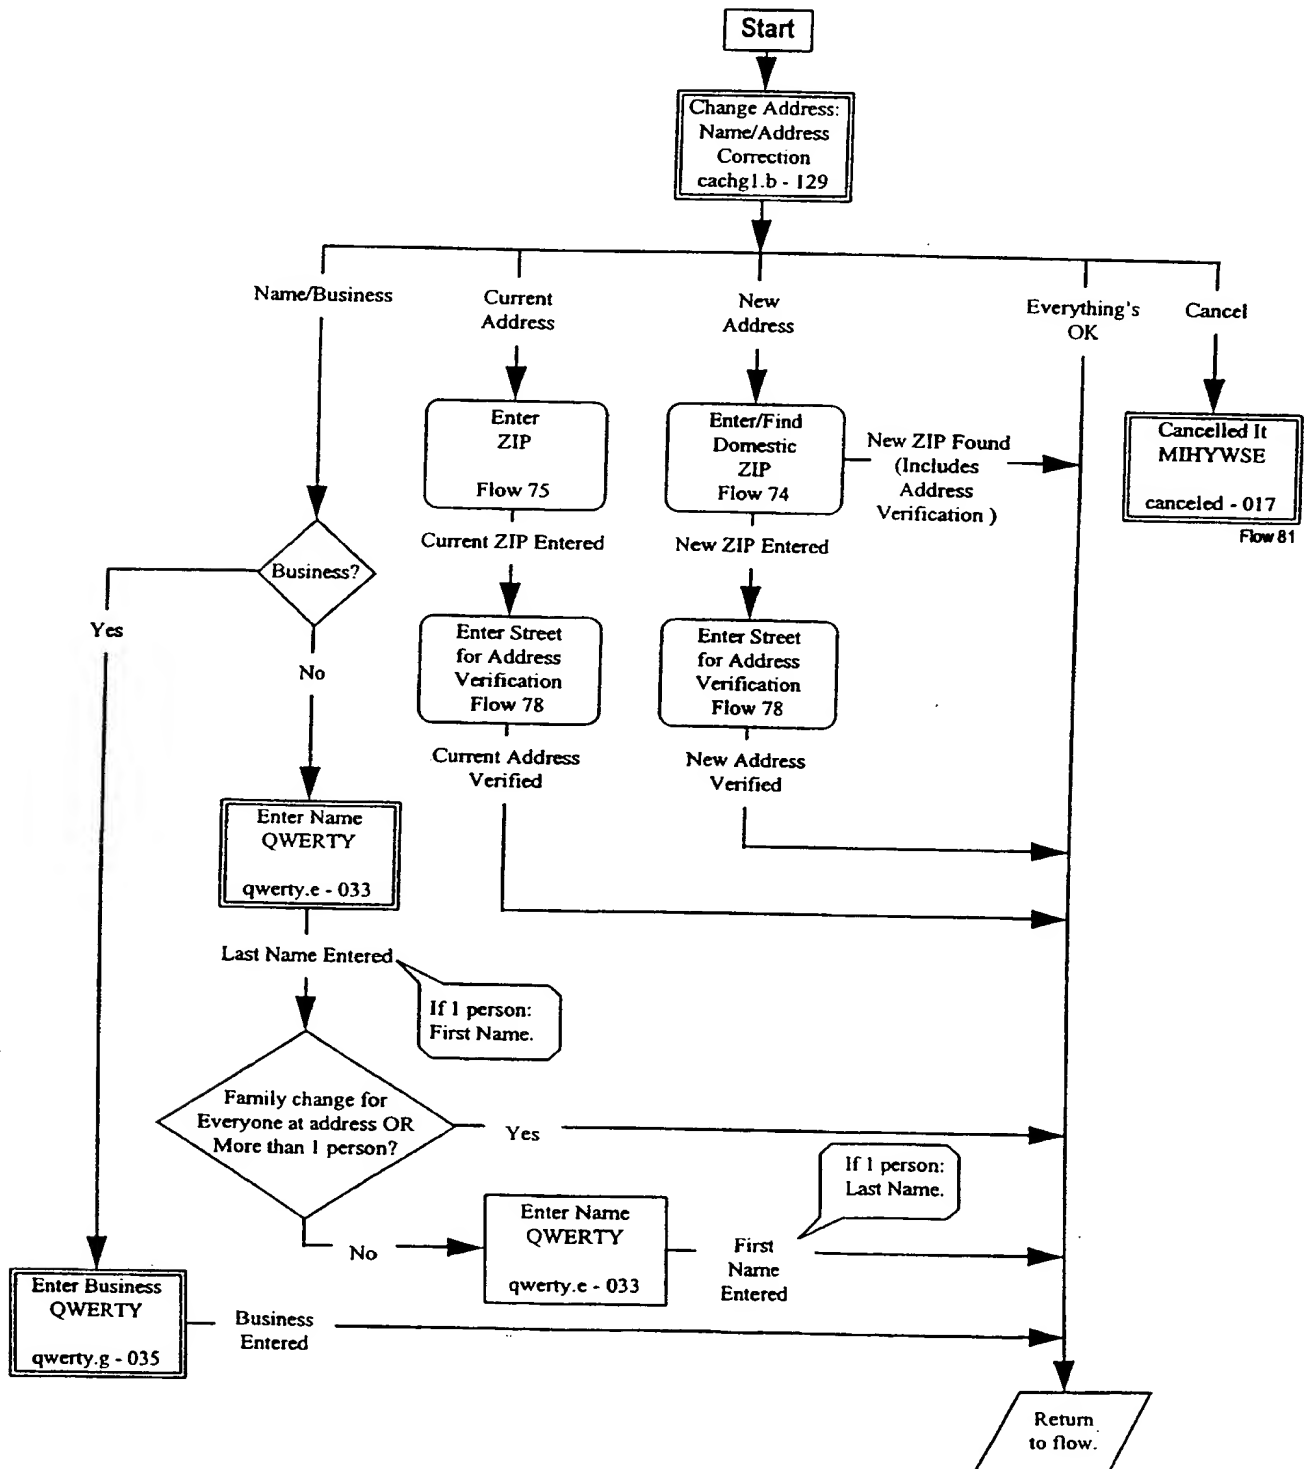 Start
Change Address:
Name/Address
Correction
cachg1.b - 129
Name/Business
Current
Address
New
Address
Everything's
OK
Cancel
Enter
ZIP
Flow 75
Enter/Find
Domestic
ZIP
Flow 74
New ZIP Found
(Includes
Address
Verification )
Cancelled It
MIHYWSE
canceled - 017
Flow 81
Current ZIP Entered
New ZIP Entered
Business?
Yes
No
Enter Street
for Address
Verification
Flow 78
Enter Street
for Address
Verification
Flow 78
Current Address
Verified
New Address
Verified
Enter Name
QWERTY
qwerty.e - 033
Last Name Entered
If 1 person:
First Name.
Family change for
Everyone at address OR
More than 1 person?
Yes
If 1 person:
Last Name.
No
Enter Name
QWERTY
qwerty.e - 033
First
Name
Entered
Enter Business
QWERTY
qwerty.g - 035
Business
Entered
Return
to flow.